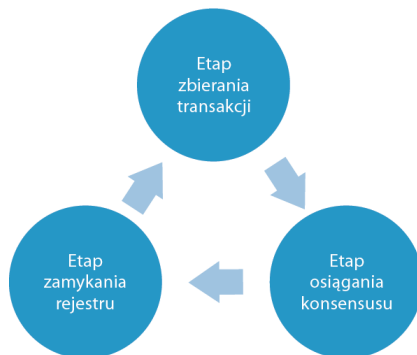 Etap
zbierania
transakcji
Etap
osiągania
konsensusu
Etap
zamykania
rejestru